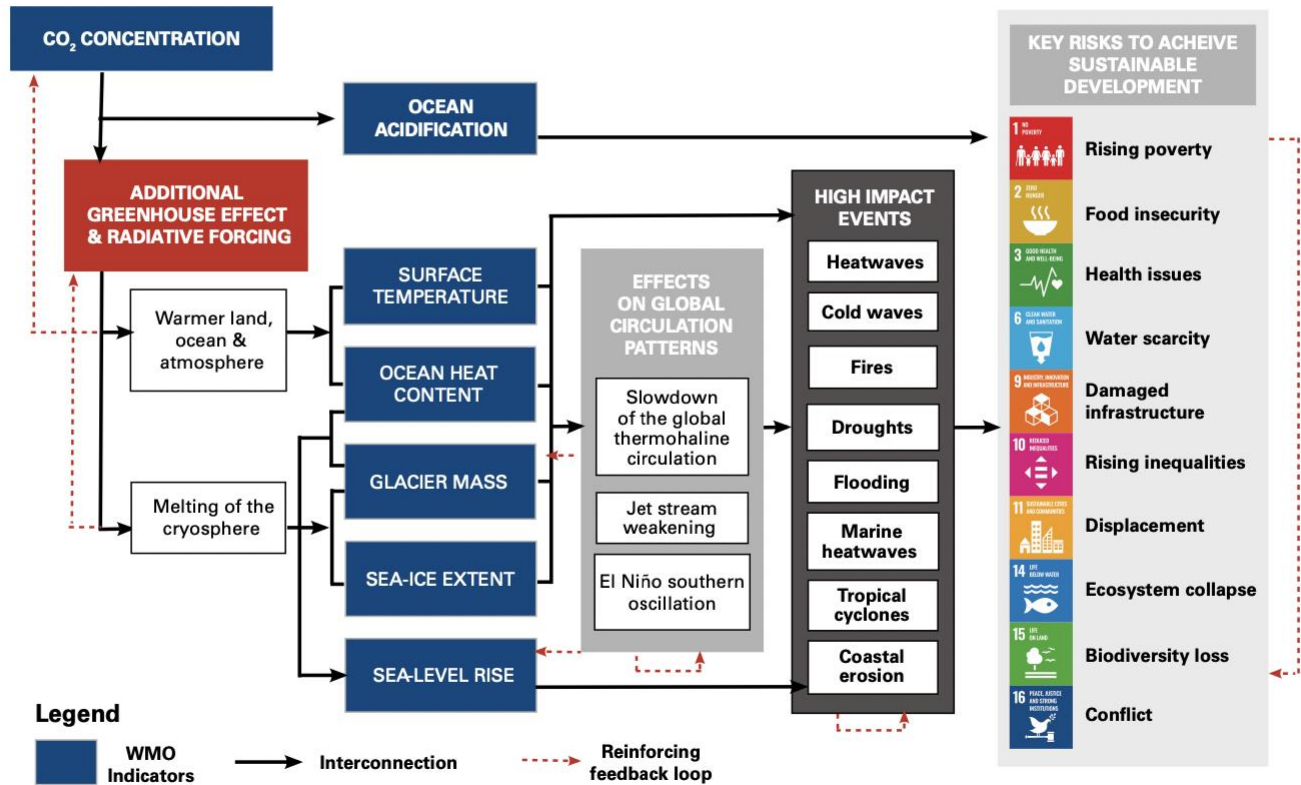 CO₂ CONCENTRATION
OCEAN
ACIDIFICATION
ADDITIONAL
GREENHOUSE EFFECT
& RADIATIVE FORCING
Warmer land,
ocean &
atmosphere
Melting of the
cryosphere
SURFACE
TEMPERATURE
OCEAN HEAT
CONTENT
GLACIER MASS
SEA-ICE EXTENT
SEA-LEVEL RISE
EFFECTS
ON GLOBAL
CIRCULATION
PATTERNS
Slowdown
of the global
thermohaline
circulation
Jet stream
weakening
El Niño southern
oscillation
HIGH IMPACT
EVENTS
Heatwaves
Cold waves
Fires
Droughts
Flooding
Marine
heatwaves
Tropical
cyclones
Coastal
erosion
KEY RISKS TO ACHEIVE
SUSTAINABLE
DEVELOPMENT
1 NO
POVERTY
Rising poverty
2 ZERO
HUNGER
Food insecurity
3 GOOD HEALTH
AND WELL-BEING
Health issues
6 CLEAN WATER
AND SANITATION
Water scarcity
9 INDUSTRY, INNOVATION
AND INFRASTRUCTURE
Damaged
infrastructure
10 REDUCED
INEQUALITIES
Rising inequalities
11 SUSTAINABLE CITIES
AND COMMUNITIES
Displacement
14 LIFE
BELOW WATER
Ecosystem collapse
15 LIFE
ON LAND
Biodiversity loss
16 PEACE, JUSTICE
AND STRONG
INSTITUTIONS
Conflict
Legend
WMO
Indicators
Interconnection
Reinforcing
feedback loop